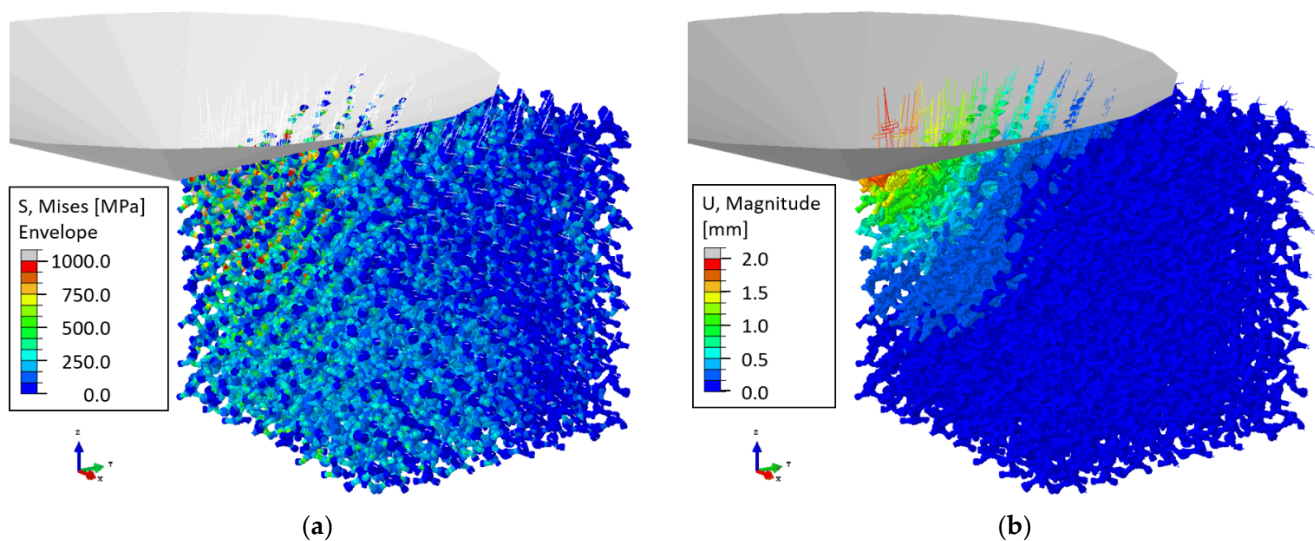 S, Mises [MPa]
Envelope
1000.0
750.0
500.0
250.0
0.0
Z
Y
X
(a)
U, Magnitude
[mm]
2.0
1.5
1.0
0.5
0.0
Z
Y
X
(b)